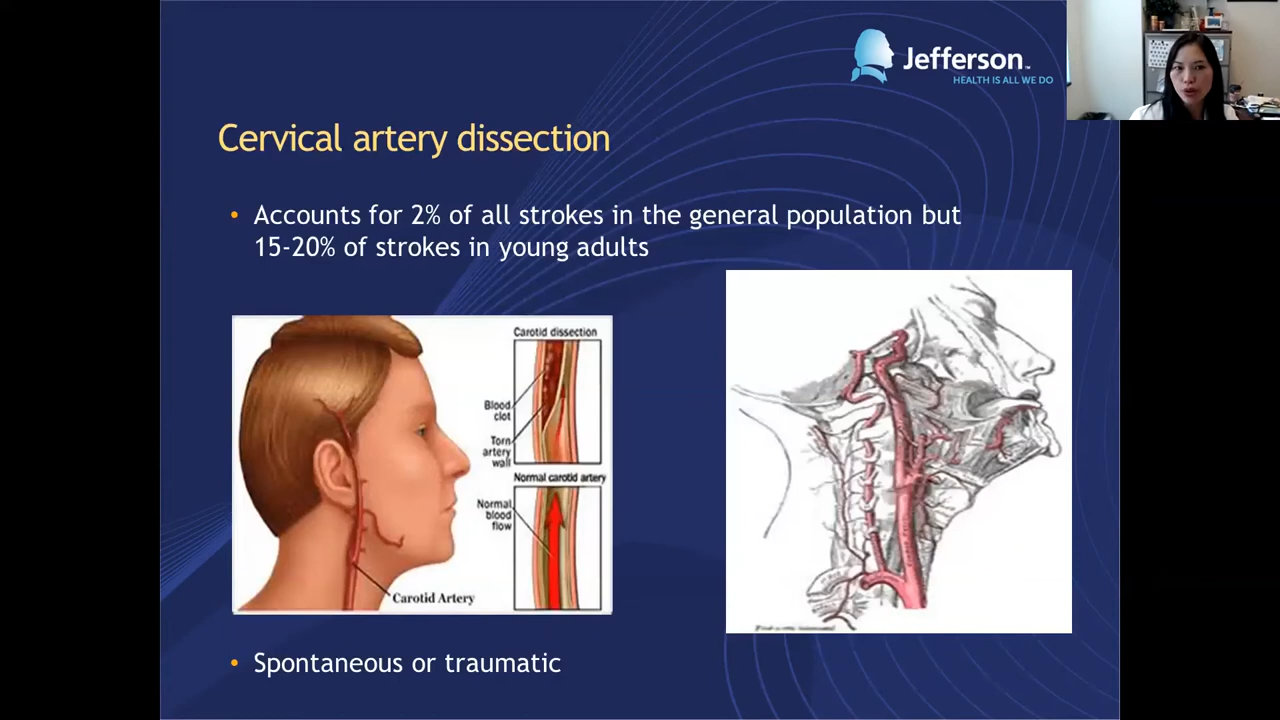 Jefferson™
HEALTH IS ALL WE DO
Cervical artery dissection
• Accounts for 2% of all strokes in the general population but
15-20% of strokes in young adults
Carotid dissection
Blood
clot
Torn
artery
wall
Normal carotid artery
Normal
blood
flow
Carotid Artery
• Spontaneous or traumatic